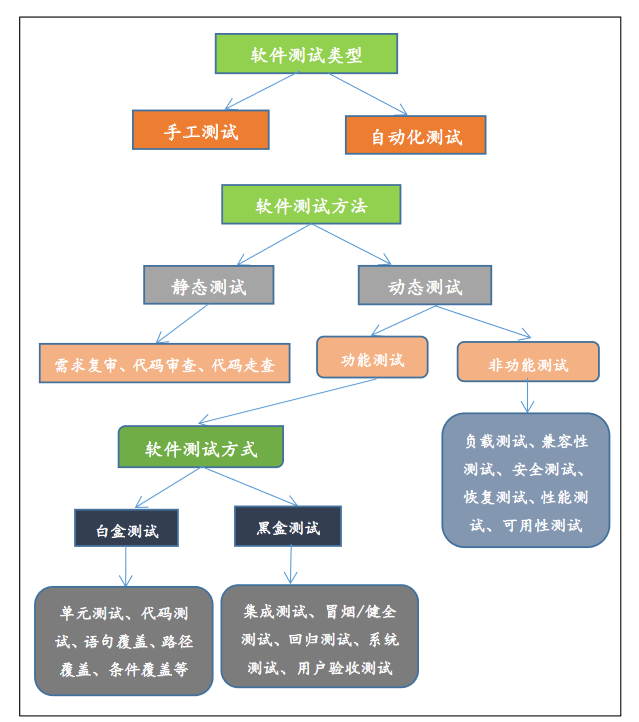 软件测试类型
手工测试
自动化测试
软件测试方法
静态测试
动态测试
需求复审、代码审查、代码走查
功能测试
非功能测试
负载测试、兼容性
测试、安全测试、
恢复测试、性能测
试、可用性测试
软件测试方式
白盒测试
黑盒测试
单元测试、代码测
试、语句覆盖、路径
覆盖、条件覆盖等
集成测试、冒烟/健全
测试、回归测试、系统
测试、用户验收测试